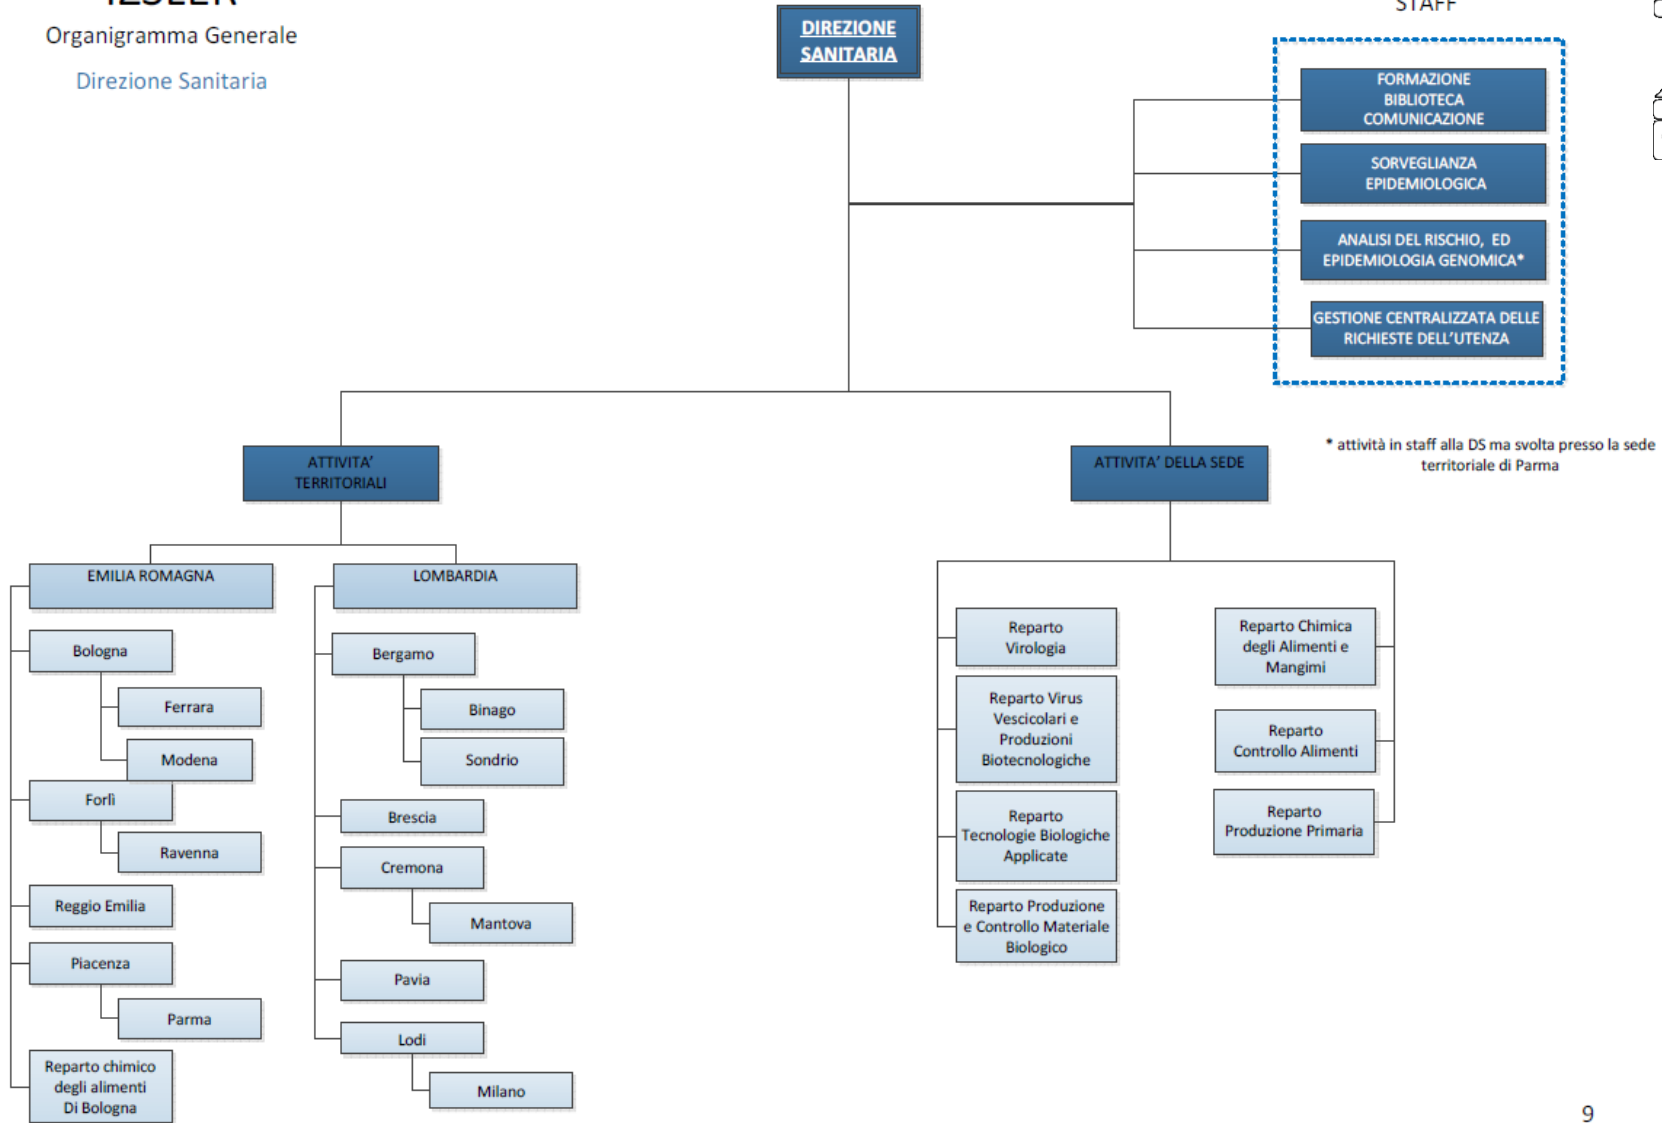 IZSLER
Organigramma Generale
Direzione Sanitaria
DIREZIONE
SANITARIA
STAFF
FORMAZIONE
BIBLIOTECA
COMUNICAZIONE
SORVEGLIANZA
EPIDEMIOLOGICA
ANALISI DEL RISCHIO, ED
EPIDEMIOLOGIA GENOMICA*
GESTIONE CENTRALIZZATA DELLE
RICHIESTE DELL'UTENZA
* attività in staff alla DS ma svolta presso la sede
territoriale di Parma
ATTIVITA'
TERRITORIALI
ATTIVITA' DELLA SEDE
EMILIA ROMAGNA
Bologna
Ferrara
Modena
Forlì
Ravenna
Reggio Emilia
Piacenza
Parma
Reparto chimico
degli alimenti
Di Bologna
LOMBARDIA
Bergamo
Binago
Sondrio
Brescia
Cremona
Mantova
Pavia
Lodi
Milano
Reparto
Virologia
Reparto Virus
Vescicolari e
Produzioni
Biotecnologiche
Reparto
Tecnologie Biologiche
Applicate
Reparto Produzione
e Controllo Materiale
Biologico
Reparto Chimica
degli Alimenti e
Mangimi
Reparto
Controllo Alimenti
Reparto
Produzione Primaria
9